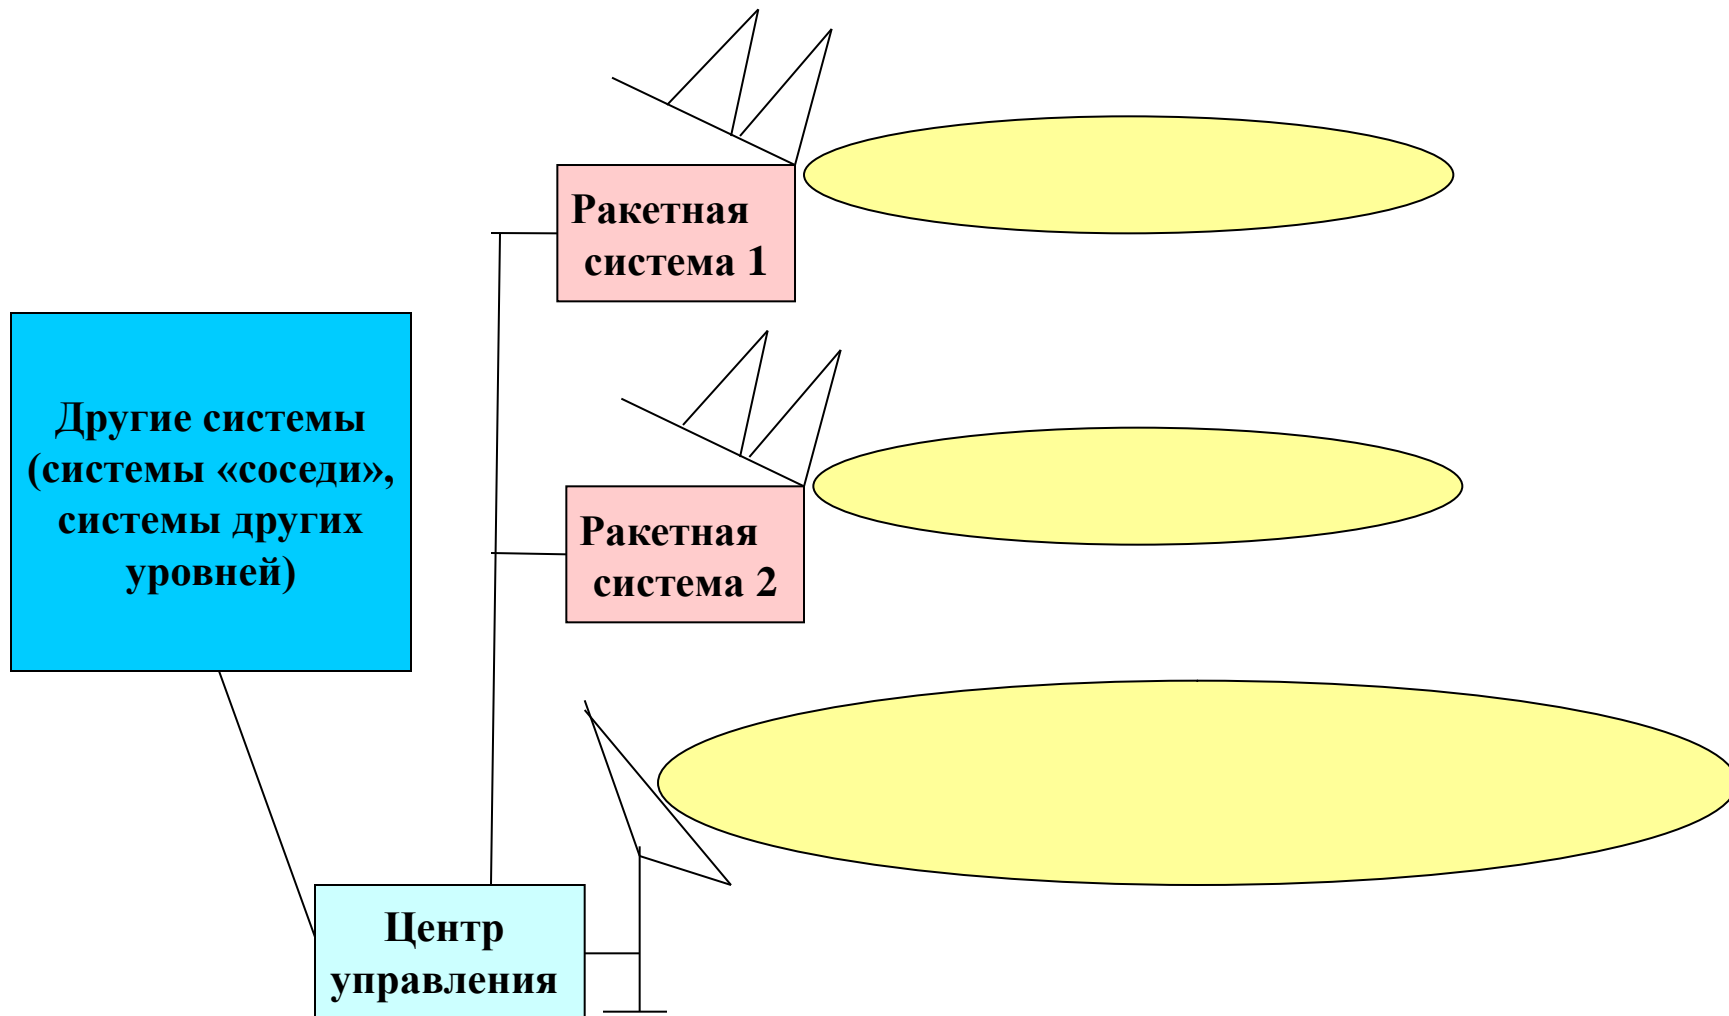 Ракетная
система 1
Другие системы
(системы «соседи»,
системы других
уровней)
Ракетная
система 2
Центр
управления